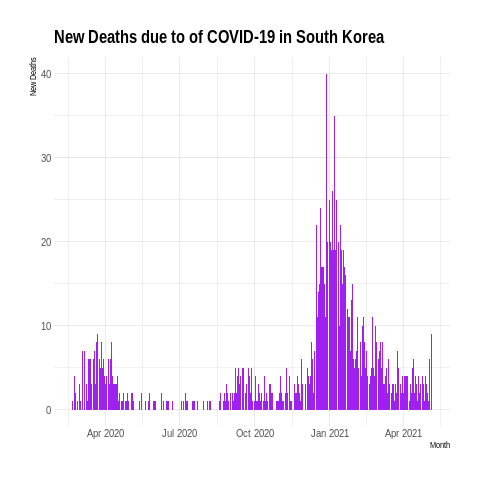 New Deaths due to of COVID-19 in South Korea
New Deaths
40
30
20
10
0
Apr 2020 Jul 2020 Oct 2020 Jan 2021 Apr 2021
Month